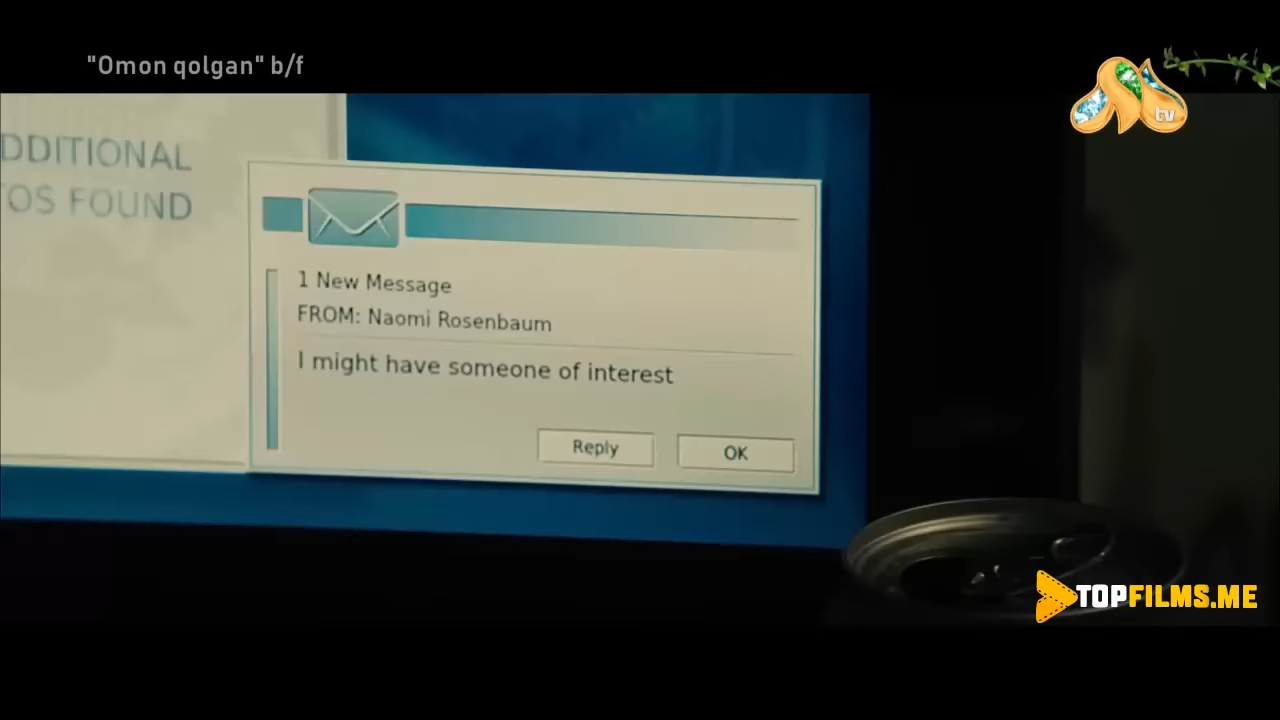 "Omon qolgan" b/f
tv
DDITIONAL
TOS FOUND
1 New Message
FROM: Naomi Rosenbaum
I might have someone of interest
Reply
OK
TOPFILMS.ME